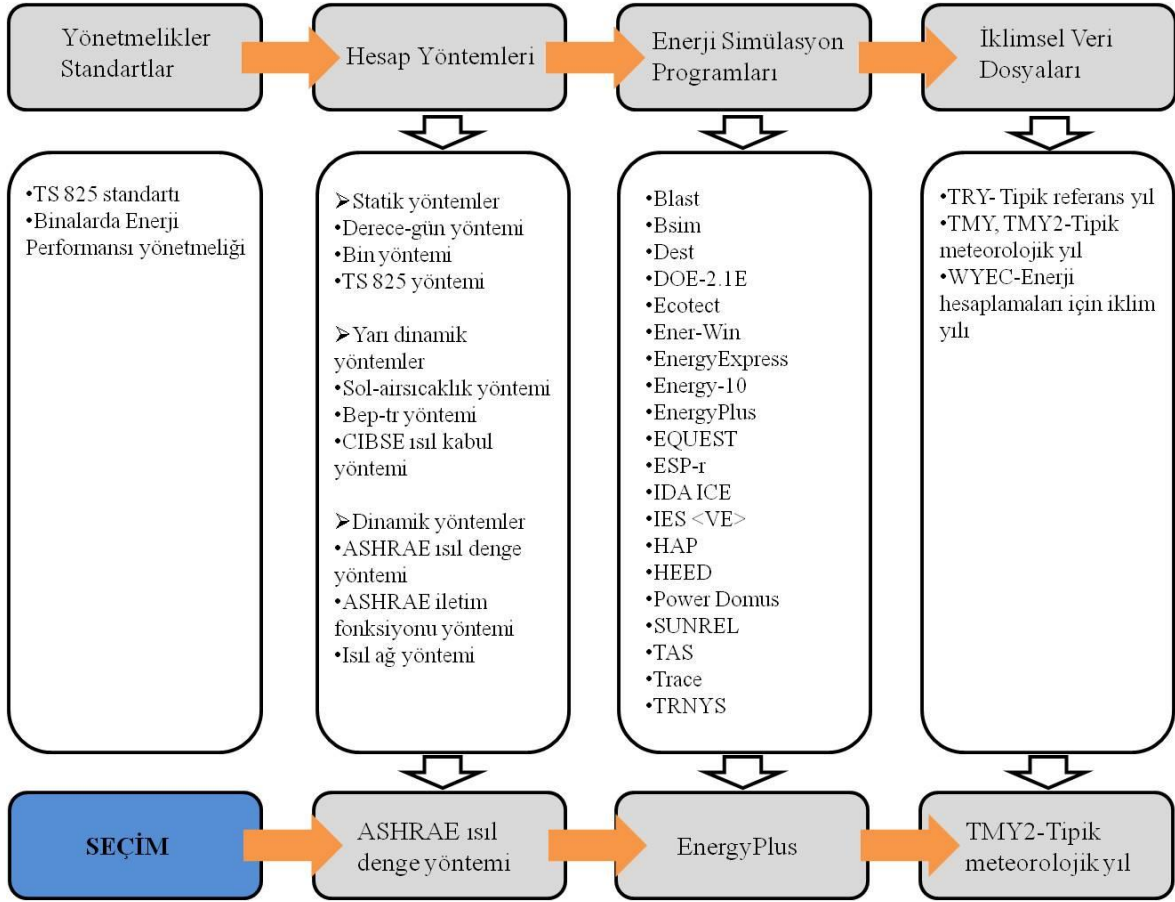 Yönetmelikler
Standartlar
Hesap Yöntemleri
Enerji Simülasyon
Programları
İklimsel Veri
Dosyaları
•TS 825 standartı
•Binalarda Enerji
Performansı yönetmeliği
➢Statik yöntemler
•Derece-gün yöntemi
•Bin yöntemi
•TS 825 yöntemi
➢Yarı dinamik
yöntemler
•Sol-airsıcaklık yöntemi
•Bep-tr yöntemi
•CIBSE ısıl kabul
yöntemi
➢Dinamik yöntemler
•ASHRAE ısıl denge
yöntemi
•ASHRAE iletim
fonksiyonu yöntemi
•Isıl ağ yöntemi
•Blast
•Bsim
•Dest
•DOE-2.1E
•Ecotect
•Ener-Win
•EnergyExpress
•Energy-10
•EnergyPlus
•EQUEST
•ESP-r
•IDA ICE
•IES <VE>
•HAP
•HEED
•Power Domus
•SUNREL
•TAS
•Trace
•TRNYS
•TRY- Tipik referans yıl
•TMY, TMY2-Tipik
meteorolojik yıl
•WYEC-Enerji
hesaplamaları için iklim
yılı
SEÇİM
ASHRAE ısıl
denge yöntemi
EnergyPlus
TMY2-Tipik
meteorolojik yıl